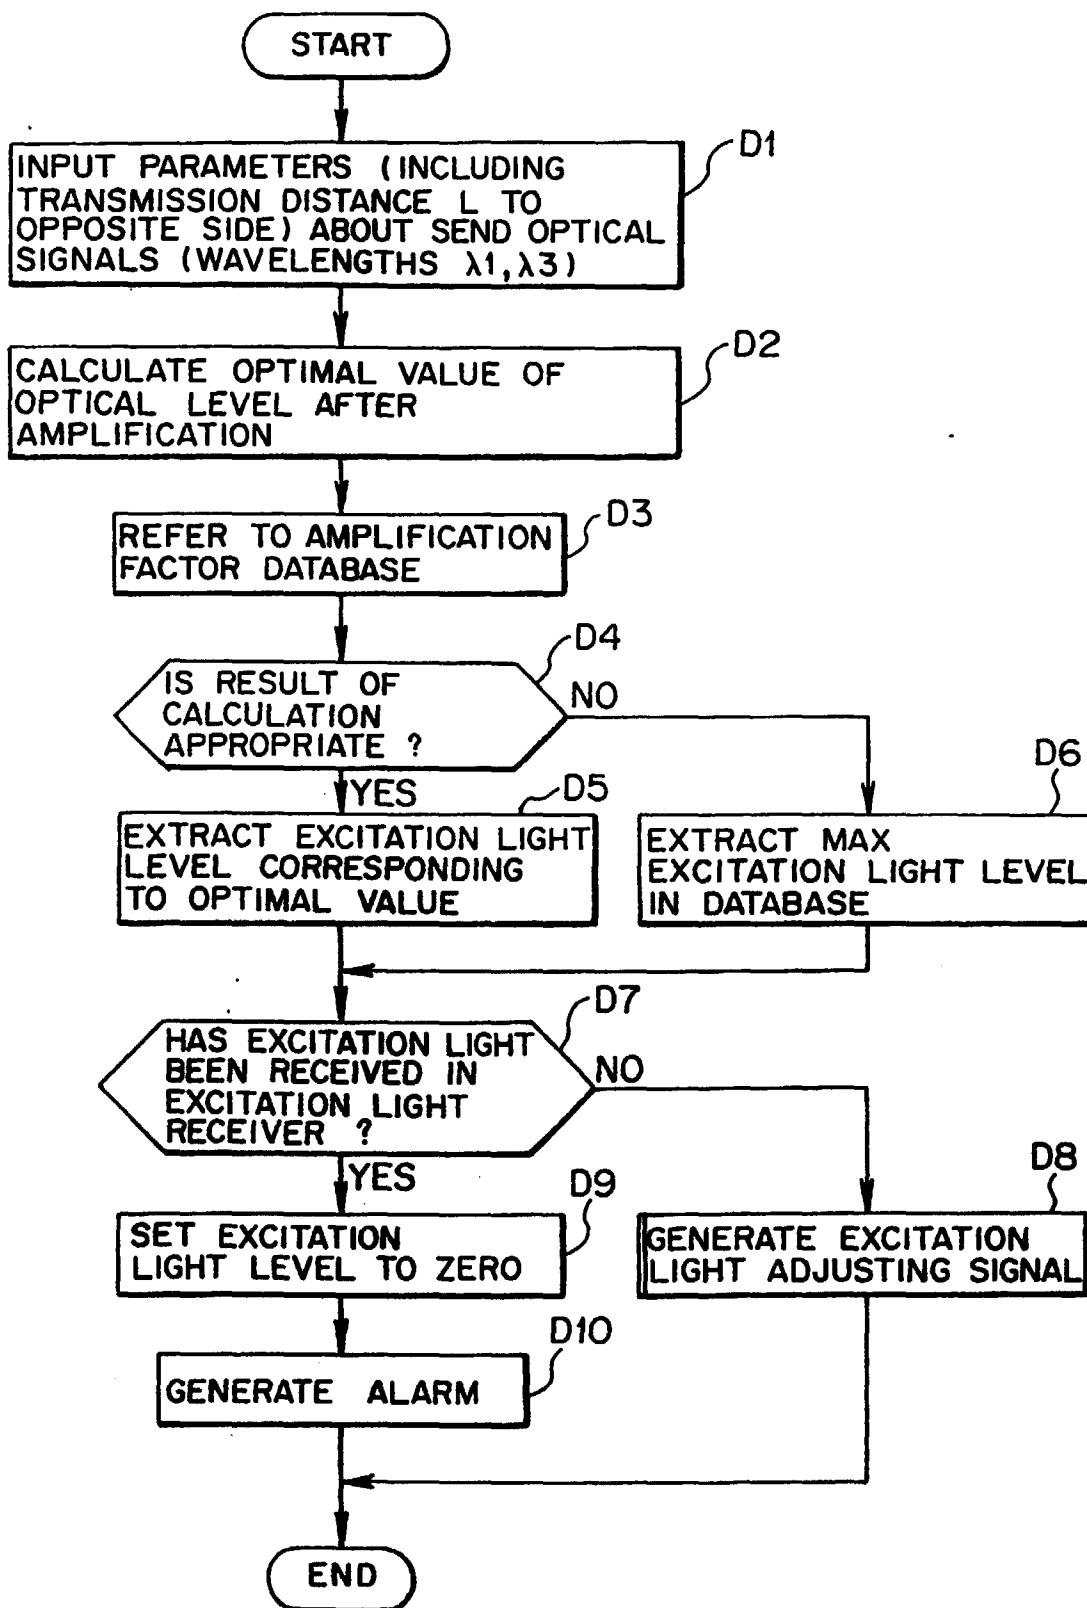 START
D1
INPUT PARAMETERS (INCLUDING
TRANSMISSION DISTANCE L TO
OPPOSITE SIDE) ABOUT SEND OPTICAL
SIGNALS (WAVELENGTHS λ1,λ3)
D2
CALCULATE OPTIMAL VALUE OF
OPTICAL LEVEL AFTER
AMPLIFICATION
D3
REFER TO AMPLIFICATION
FACTOR DATABASE
D4
IS RESULT OF
CALCULATION
APPROPRIATE ?
NO
YES
D5
EXTRACT EXCITATION LIGHT
LEVEL CORRESPONDING
TO OPTIMAL VALUE
D6
EXTRACT MAX
EXCITATION LIGHT LEVEL
IN DATABASE
D7
HAS EXCITATION LIGHT
BEEN RECEIVED IN
EXCITATION LIGHT
RECEIVER ?
NO
YES
D9
SET EXCITATION
LIGHT LEVEL TO ZERO
D8
GENERATE EXCITATION
LIGHT ADJUSTING SIGNAL
D10
GENERATE ALARM
END